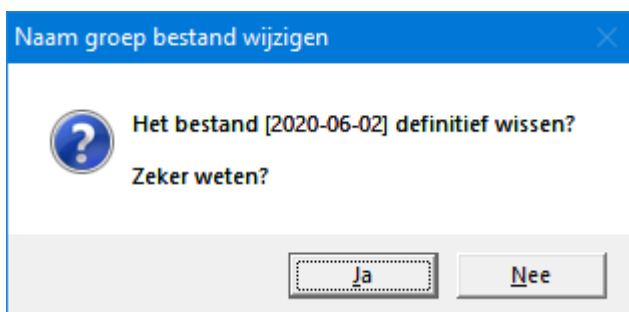 Naam groep bestand wijzigen
Het bestand [2020-06-02] definitief wissen?
Zeker weten?
Ja
Nee